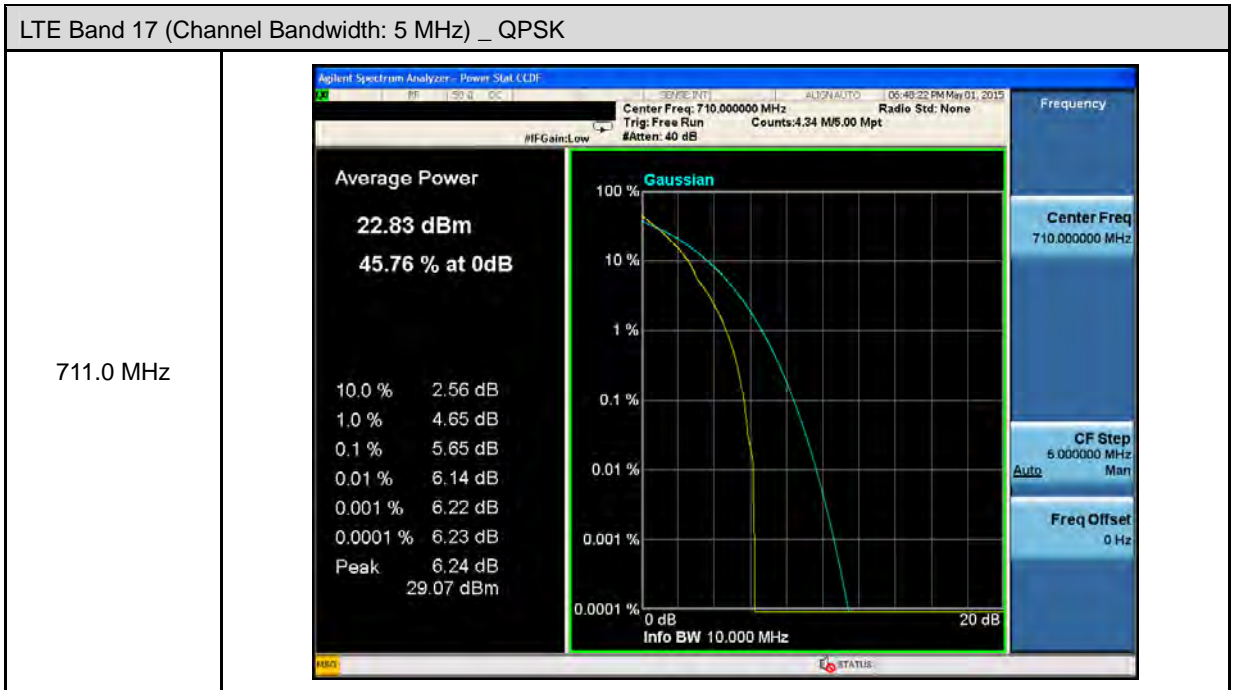 LTE Band 17 (Channel Bandwidth: 5 MHz) _ QPSK
711.0 MHz
Agilent Spectrum Analyzer - Power Stat CCDF
RF 50 Ω DC SENSE:INT ALIGN AUTO 06:48:22 PM May 01, 2015
Center Freq: 710.000000 MHz Radio Std: None
Trig: Free Run Counts:4.34 M/5.00 Mpt
#IFGain:Low #Atten: 40 dB
Average Power
22.83 dBm
45.76 % at 0dB
10.0 % 2.56 dB
1.0 % 4.65 dB
0.1 % 5.65 dB
0.01 % 6.14 dB
0.001 % 6.22 dB
0.0001 % 6.23 dB
Peak 6.24 dB
29.07 dBm
Gaussian
100 %
10 %
1 %
0.1 %
0.01 %
0.001 %
0.0001 %
0 dB 20 dB
Info BW 10.000 MHz
Frequency
Center Freq
710.000000 MHz
CF Step
5.000000 MHz
Auto Man
Freq Offset
0 Hz
MSG STATUS